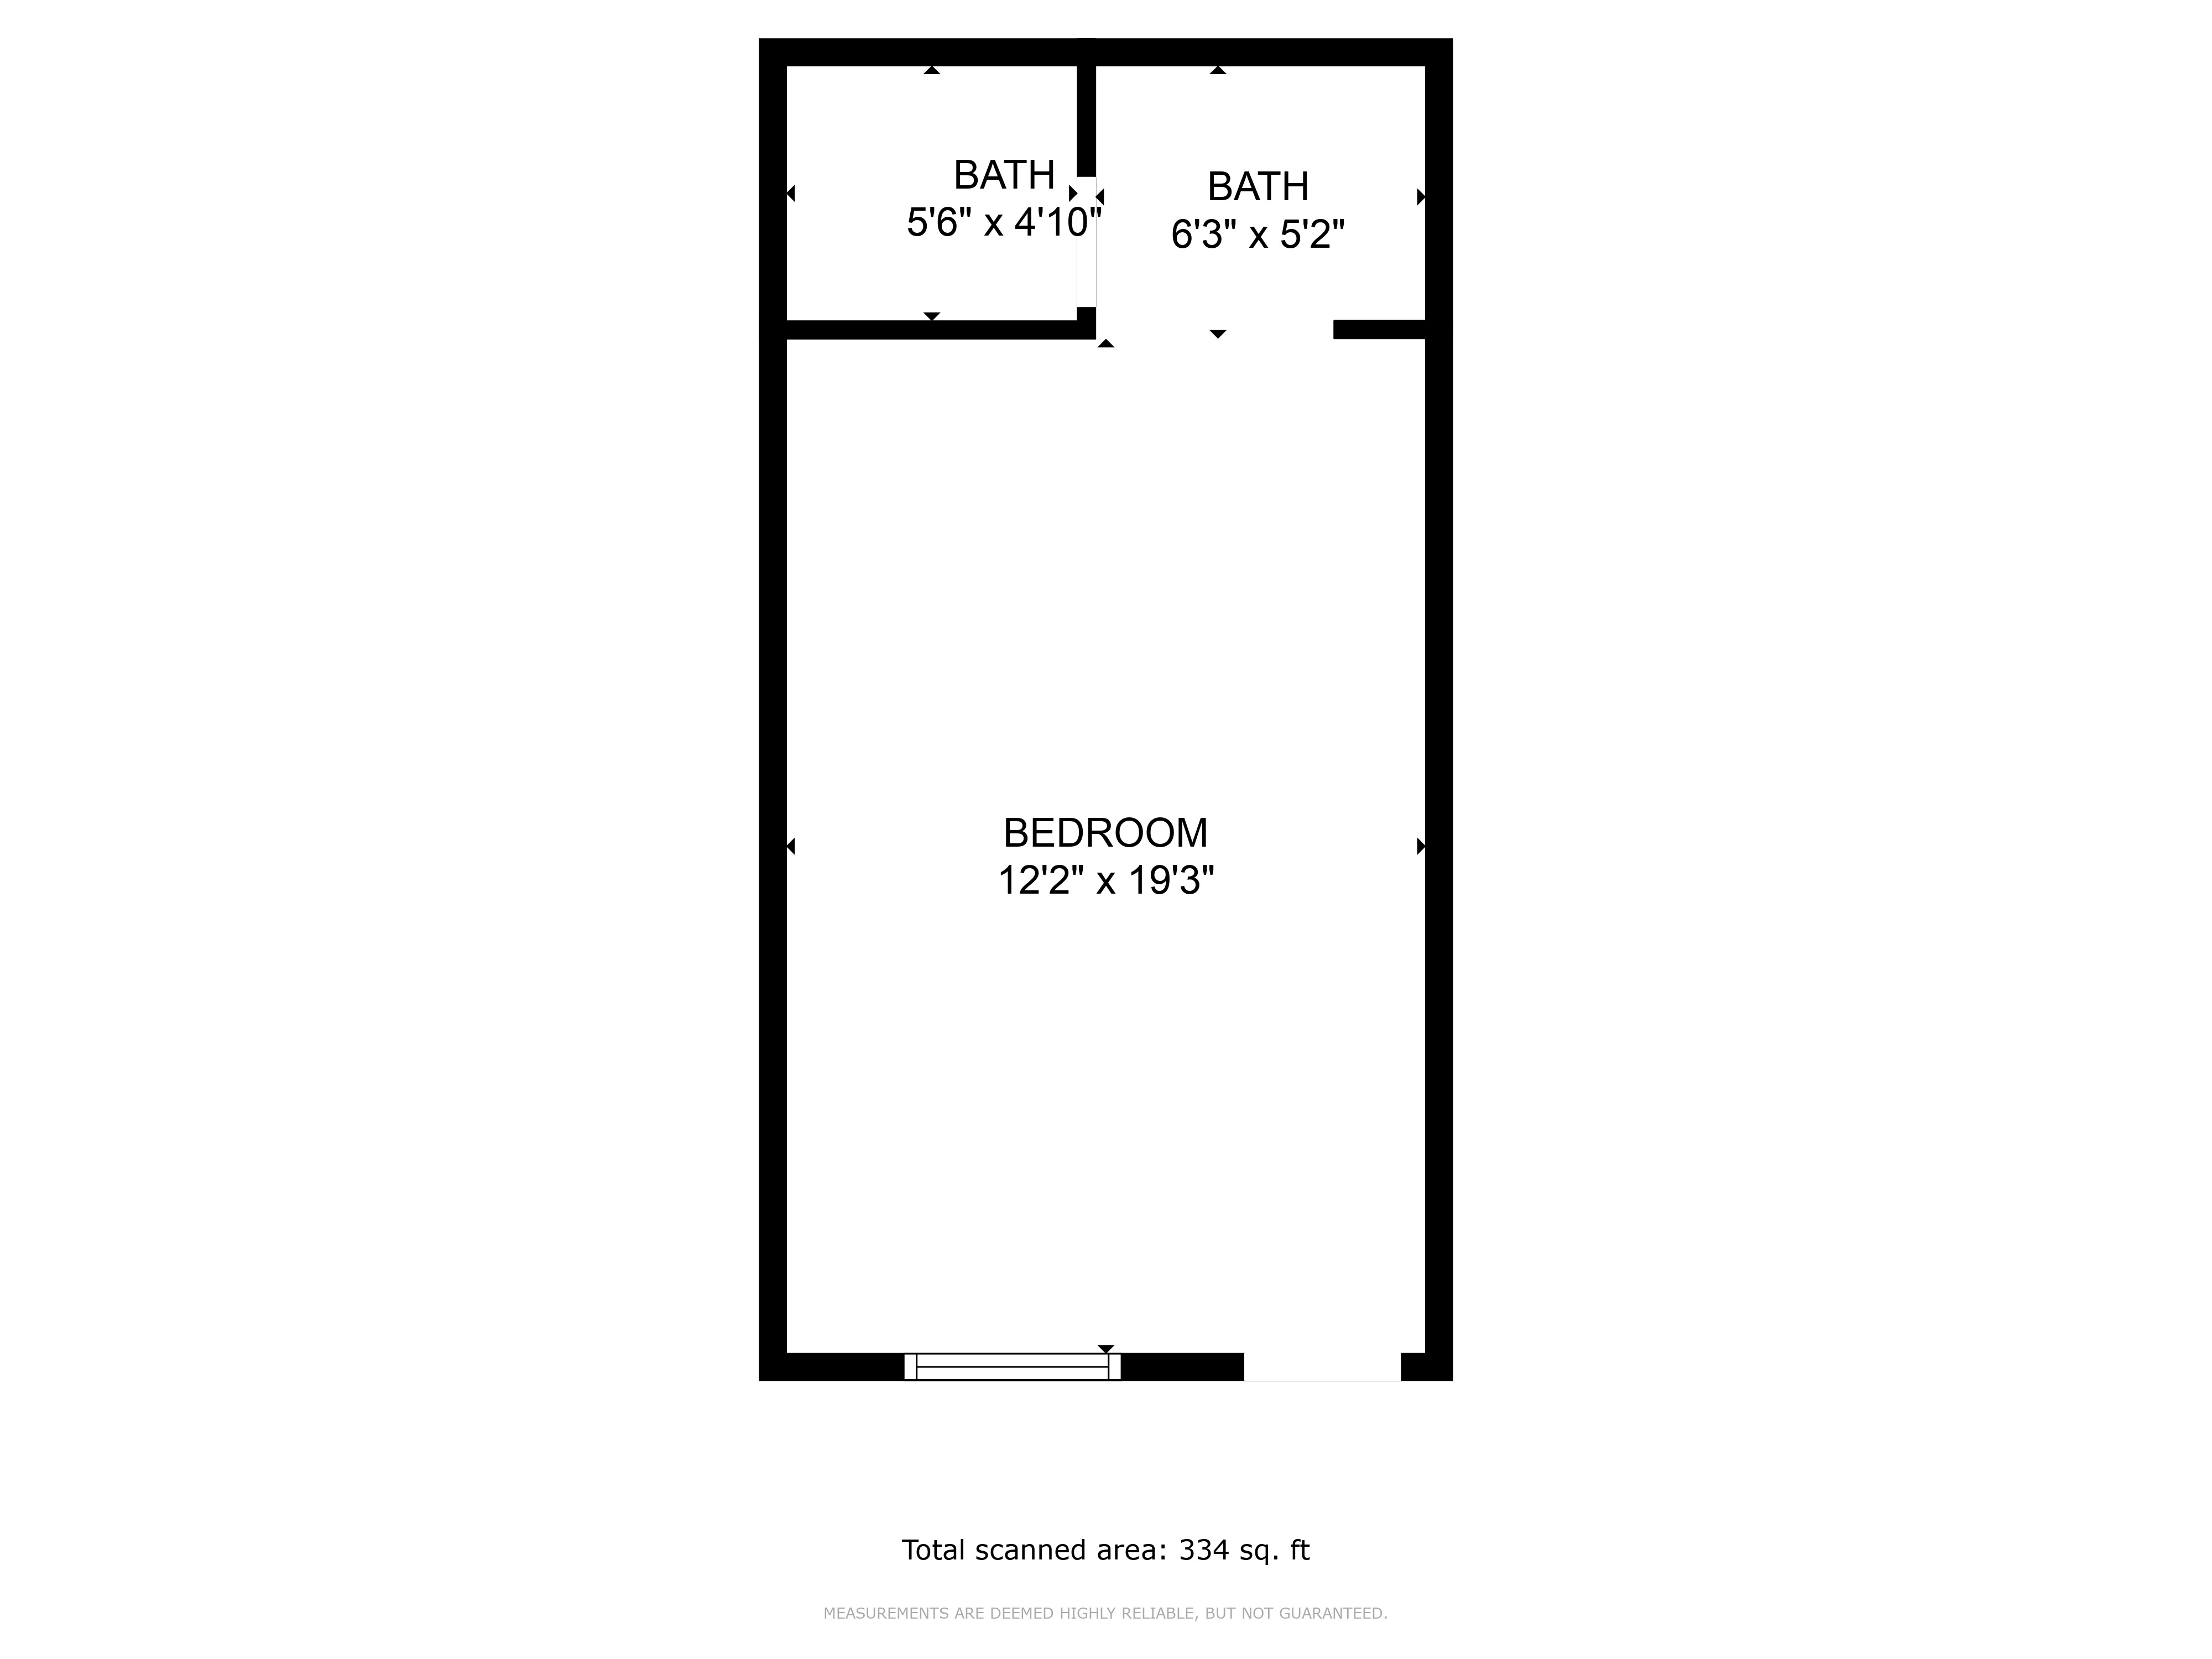 BATH
5'6" x 4'10"
BATH
6'3" x 5'2"
BEDROOM
12'2" x 19'3"
Total scanned area: 334 sq. ft
MEASUREMENTS ARE DEEMED HIGHLY RELIABLE, BUT NOT GUARANTEED.